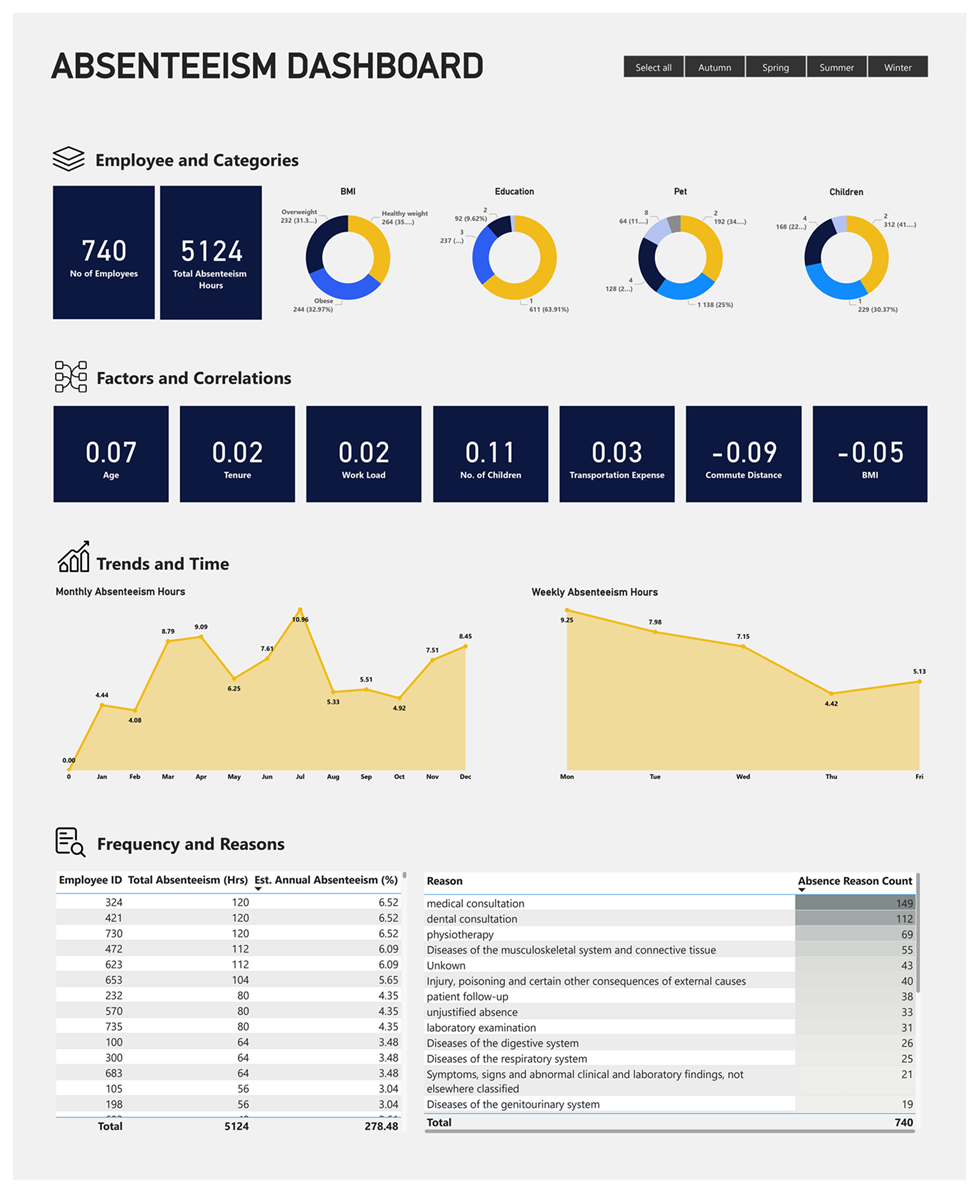 ABSENTEEISM DASHBOARD
Select all Autumn Spring Summer Winter
Employee and Categories
740
No of Employees
5124
Total Absenteeism
Hours
BMI
Overweight
232 (31.3...)
Healthy weight
264 (35....)
Obese
244 (32.97%)
Education
2
92 (9.62%)
3
237 (...)
1
611 (63.91%)
Pet
8
64 (11....)
2
192 (34....)
4
128 (2...)
1 138 (25%)
Children
4
168 (22...)
2
312 (41....)
1
229 (30.37%)
Factors and Correlations
0.07
Age
0.02
Tenure
0.02
Work Load
0.11
No. of Children
0.03
Transportation Expense
-0.09
Commute Distance
-0.05
BMI
Trends and Time
Monthly Absenteeism Hours
0.00 4.44 4.08 8.79 9.09 6.25 7.61 10.96 5.33 5.51 4.92 7.51 8.45
0 Jan Feb Mar Apr May Jun Jul Aug Sep Oct Nov Dec
Weekly Absenteeism Hours
9.25 7.98 7.15 4.42 5.13
Mon Tue Wed Thu Fri
Frequency and Reasons
Employee ID Total Absenteeism (Hrs) Est. Annual Absenteeism (%)
324 120 6.52
421 120 6.52
730 120 6.52
472 112 6.09
623 112 6.09
653 104 5.65
232 80 4.35
570 80 4.35
735 80 4.35
100 64 3.48
300 64 3.48
683 64 3.48
105 56 3.04
198 56 3.04
Total 5124 278.48
Reason Absence Reason Count
medical consultation 149
dental consultation 112
physiotherapy 69
Diseases of the musculoskeletal system and connective tissue 55
Unkown 43
Injury, poisoning and certain other consequences of external causes 40
patient follow-up 38
unjustified absence 33
laboratory examination 31
Diseases of the digestive system 26
Diseases of the respiratory system 25
Symptoms, signs and abnormal clinical and laboratory findings, not 21
elsewhere classified
Diseases of the genitourinary system 19
Total 740